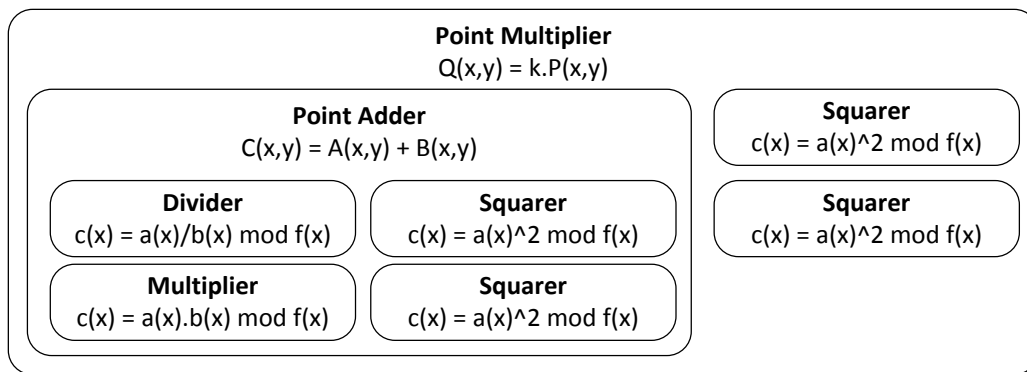 Point Multiplier
Q(x,y) = k.P(x,y)
Point Adder
C(x,y) = A(x,y) + B(x,y)
Divider
c(x) = a(x)/b(x) mod f(x)
Squarer
c(x) = a(x)^2 mod f(x)
Multiplier
c(x) = a(x).b(x) mod f(x)
Squarer
c(x) = a(x)^2 mod f(x)
Squarer
c(x) = a(x)^2 mod f(x)
Squarer
c(x) = a(x)^2 mod f(x)